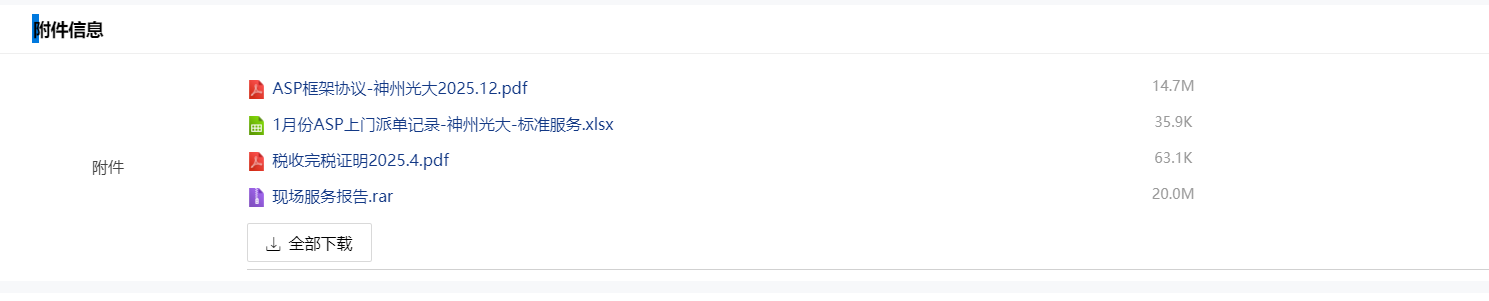 附件信息
ASP框架协议-神州光大2025.12.pdf 14.7M
1月份ASP上门派单记录-神州光大-标准服务.xlsx 35.9K
附件
税收完税证明2025.4.pdf 63.1K
现场服务报告.rar 20.0M
全部下载